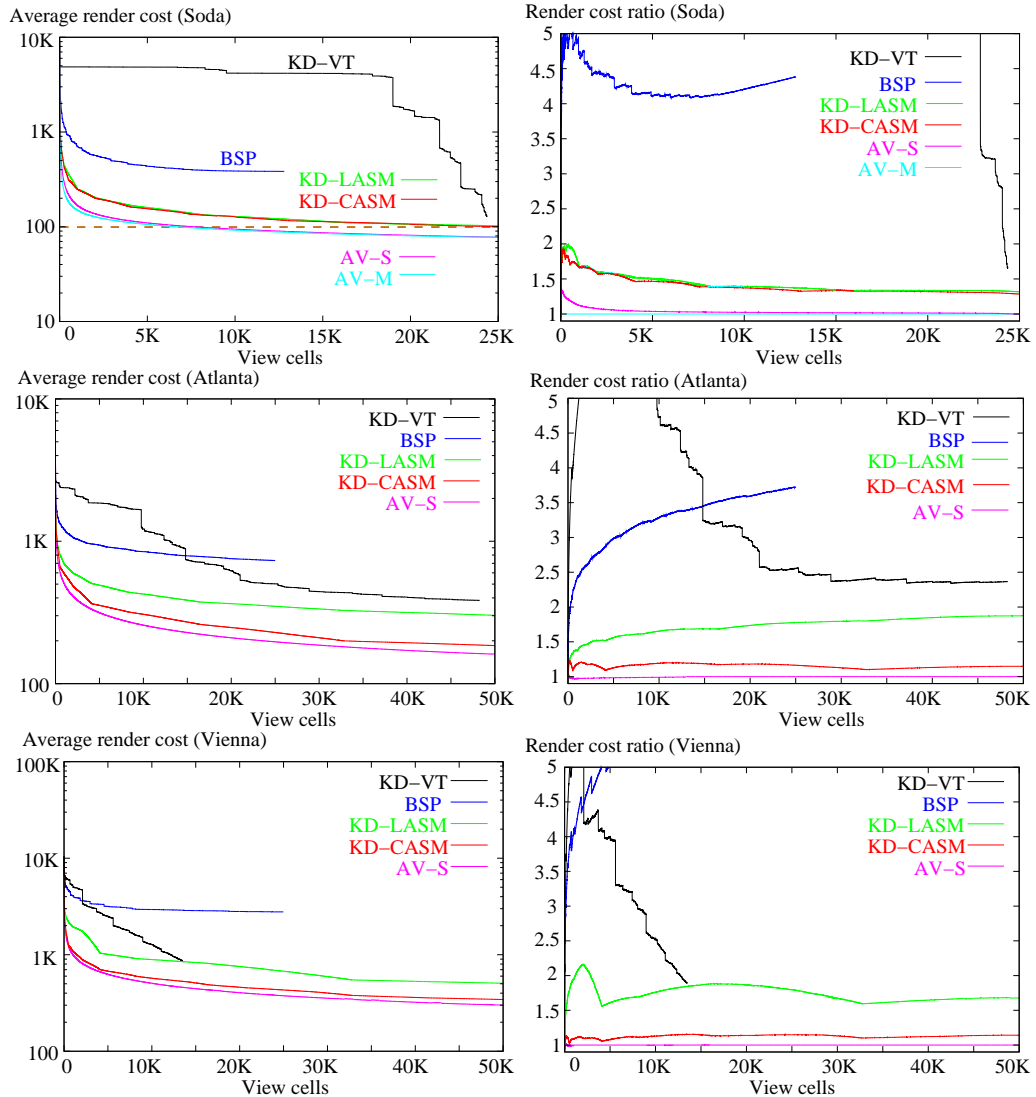 Average render cost (Soda)
10K
1K
100
10
KD−VT
BSP
KD−LASM
KD−CASM
AV−S
AV−M
0 5K 10K 15K 20K 25K
View cells
Render cost ratio (Soda)
5
4.5
4
3.5
3
2.5
2
1.5
1
KD−VT
BSP
KD−LASM
KD−CASM
AV−S
AV−M
0 5K 10K 15K 20K 25K
View cells
Average render cost (Atlanta)
10K
1K
100
KD−VT
BSP
KD−LASM
KD−CASM
AV−S
0 10K 20K 30K 40K 50K
View cells
Render cost ratio (Atlanta)
5
4.5
4
3.5
3
2.5
2
1.5
1
KD−VT
BSP
KD−LASM
KD−CASM
AV−S
0 10K 20K 30K 40K 50K
View cells
Average render cost (Vienna)
100K
10K
1K
100
KD−VT
BSP
KD−LASM
KD−CASM
AV−S
0 10K 20K 30K 40K 50K
View cells
Render cost ratio (Vienna)
5
4.5
4
3.5
3
2.5
2
1.5
1
KD−VT
BSP
KD−LASM
KD−CASM
AV−S
0 10K 20K 30K 40K 50K
View cells